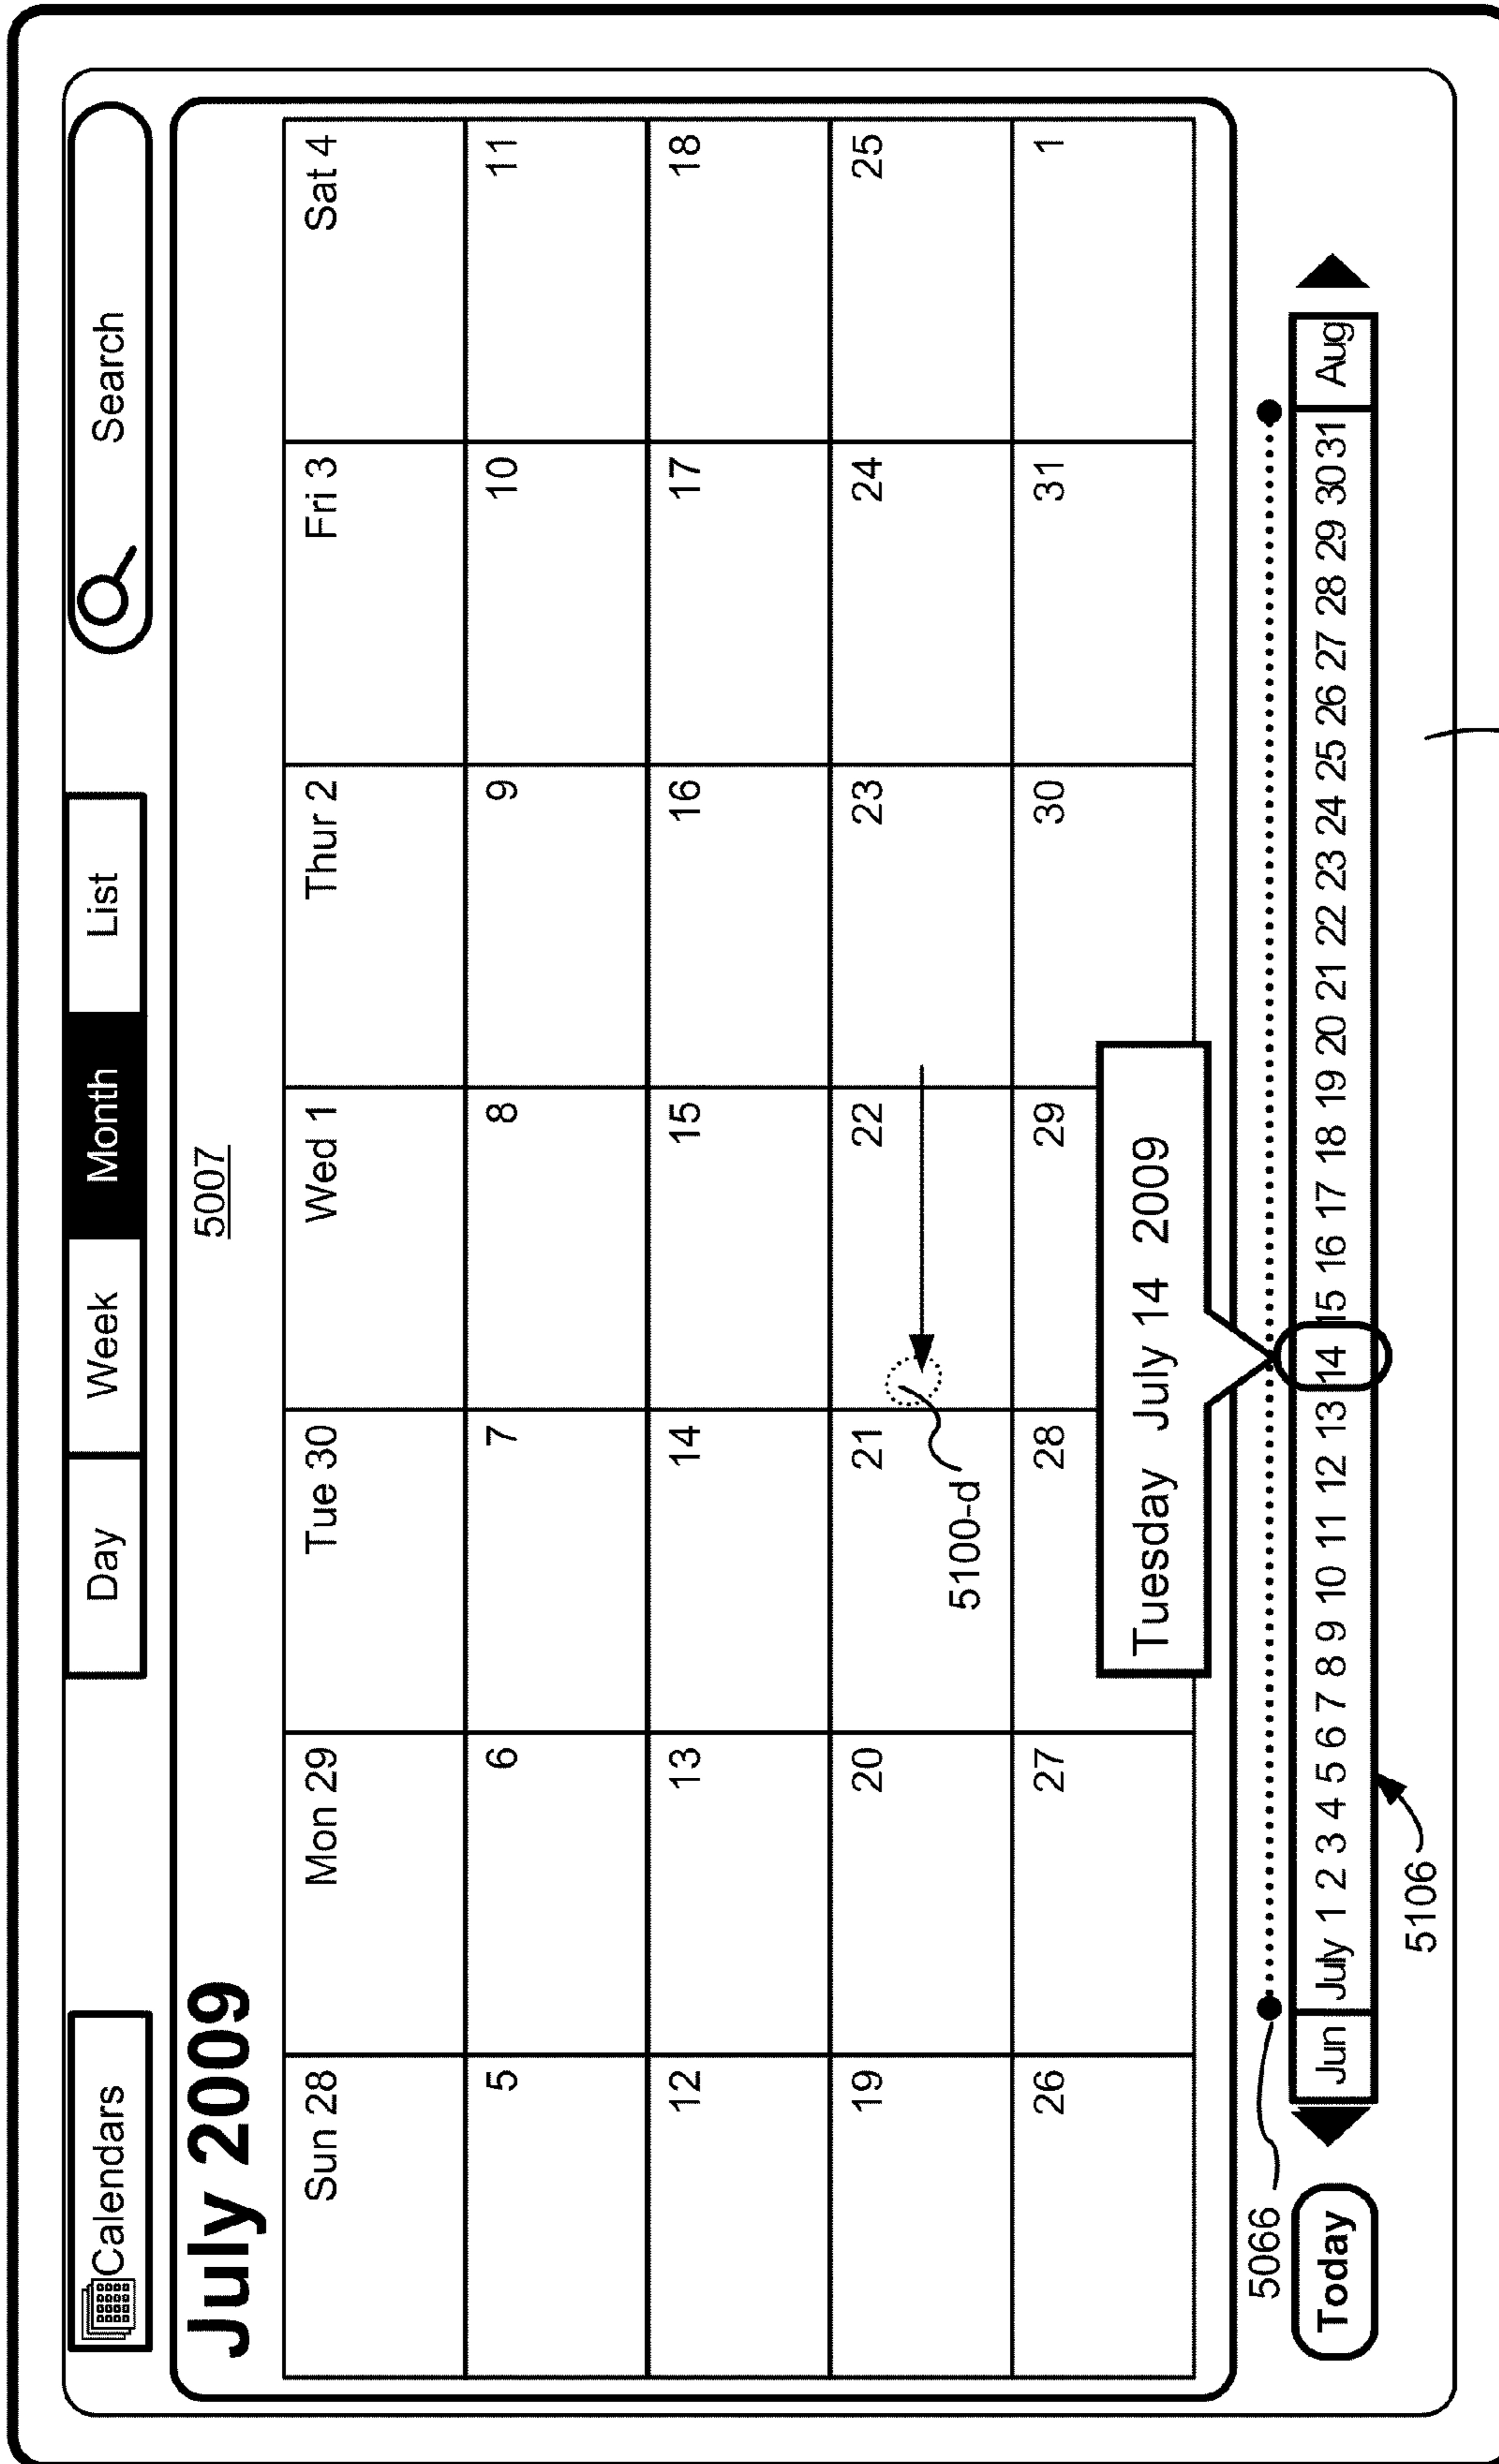 Calendars Day Week Month List Search
July 2009 5007
Sun 28 Mon 29 Tue 30 Wed 1 Thur 2 Fri 3 Sat 4
5 6 7 8 9 10 11
12 13 14 15 16 17 18
19 20 21 22 23 24 25
5100-d
26 27 28 29 30 31 1
Tuesday July 14 2009
5066
Today Jun July 1 2 3 4 5 6 7 8 9 10 11 12 13 14 15 16 17 18 19 20 21 22 23 24 25 26 27 28 29 30 31 Aug
5106